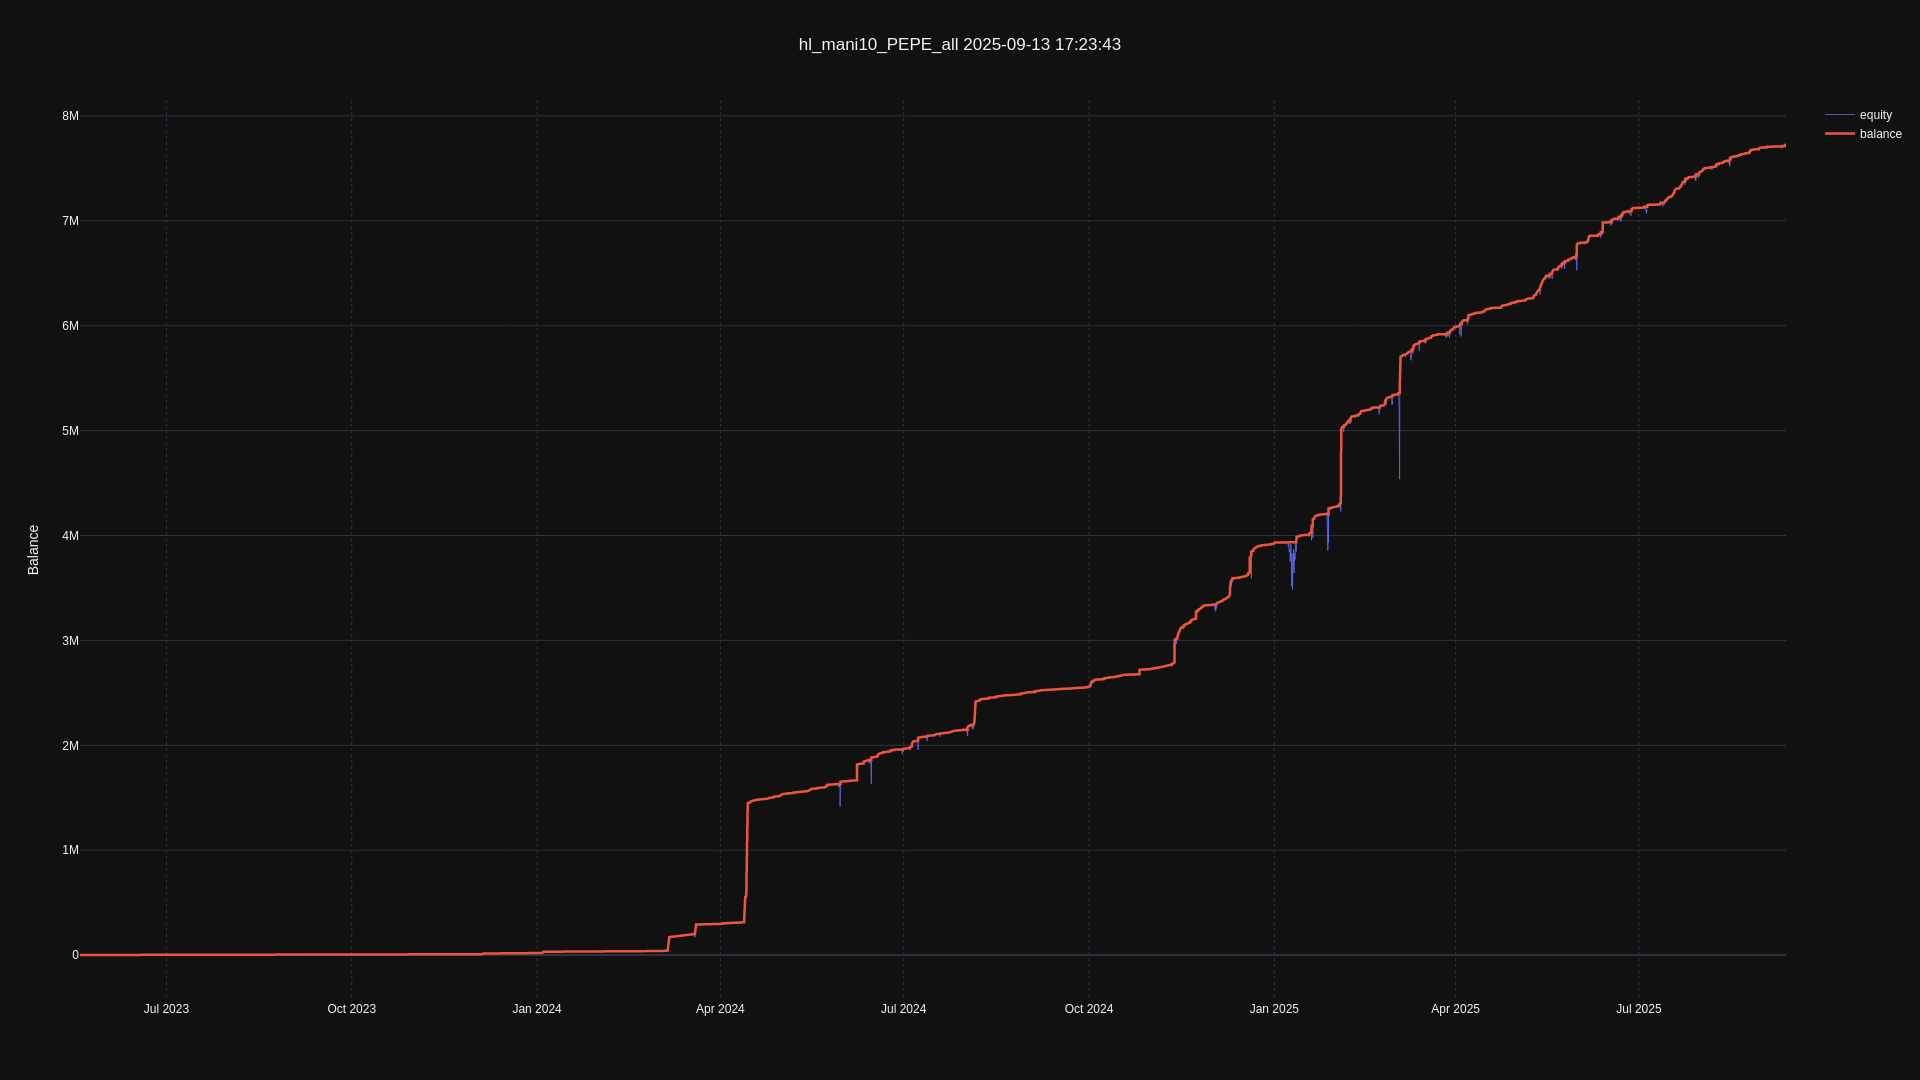 hl_mani10_PEPE_all 2025-09-13 17:23:43
equity
balance
8M
7M
6M
5M
4M
3M
2M
1M
0
Balance
Jul 2023
Oct 2023
Jan 2024
Apr 2024
Jul 2024
Oct 2024
Jan 2025
Apr 2025
Jul 2025